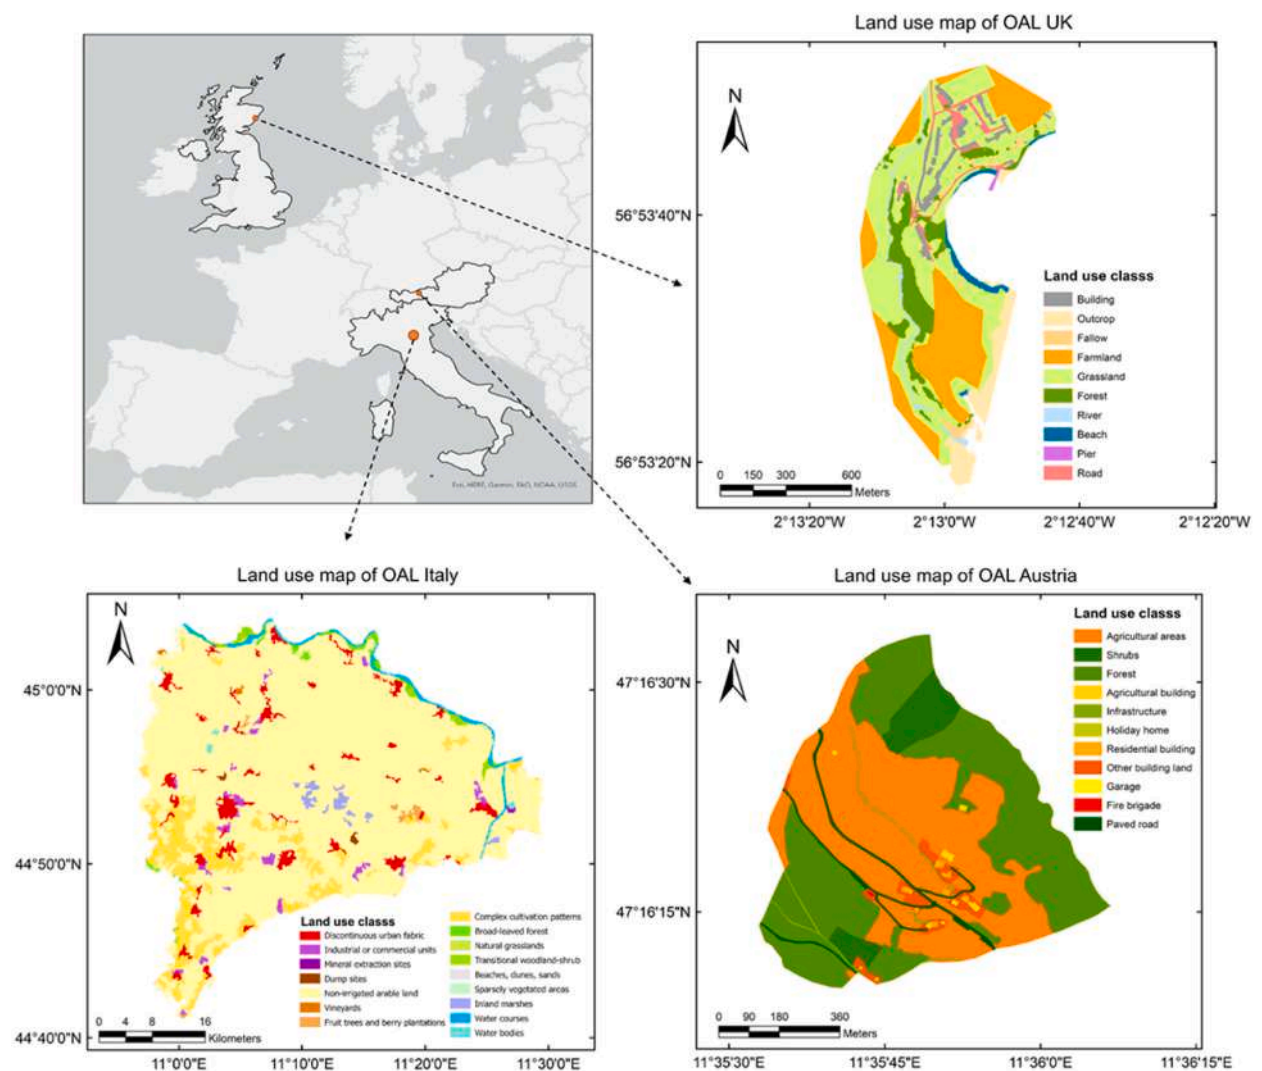 Land use map of OAL UK
N
56°53'40"N
56°53'20"N
Land use classs
Building
Outcrop
Fallow
Farmland
Grassland
Forest
River
Beach
Pier
Road
0 150 300 600
Meters
2°13'20"W 2°13'0"W 2°12'40"W 2°12'20"W
Esri, HERE, Garmin, FAO, NOAA, USGS
Land use map of OAL Italy
N
45°0'0"N
44°50'0"N
44°40'0"N
Land use classs
Discontinuous urban fabric
Industrial or commercial units
Mineral extraction sites
Dump sites
Non-irrigated arable land
Vineyards
Fruit trees and berry plantations
Complex cultivation patterns
Broad-leaved forest
Natural grasslands
Transitional woodland-shrub
Beaches, dunes, sands
Sparsely vegetated areas
Inland marshes
Water courses
Water bodies
0 4 8 16
Kilometers
11°0'0"E 11°10'0"E 11°20'0"E 11°30'0"E
Land use map of OAL Austria
N
47°16'30"N
47°16'15"N
Land use classs
Agricultural areas
Shrubs
Forest
Agricultural building
Infrastructure
Holiday home
Residential building
Other building land
Garage
Fire brigade
Paved road
0 90 180 360
Meters
11°35'30"E 11°35'45"E 11°36'0"E 11°36'15"E